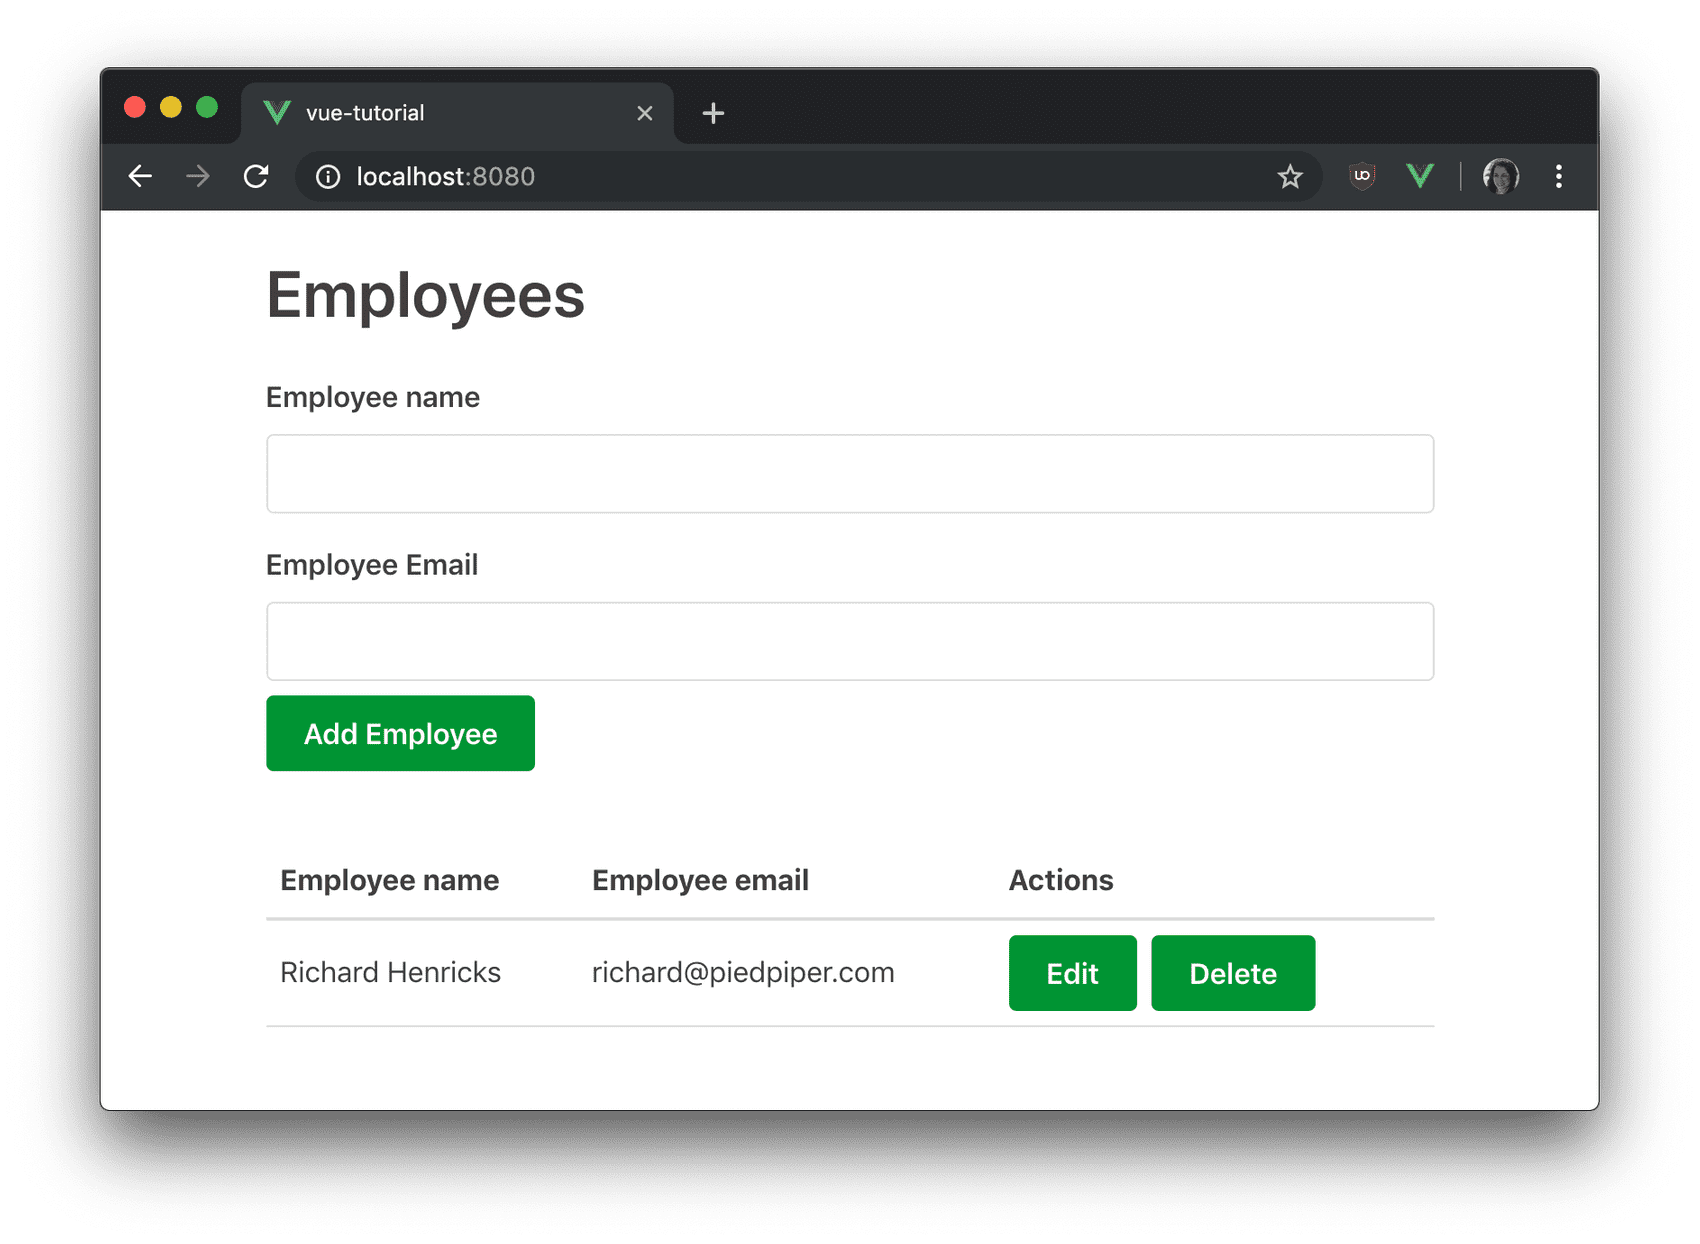 vue-tutorial
localhost:8080
UO
Employees
Employee name
Employee Email
Add Employee
Employee name Employee email Actions
Richard Henricks richard@piedpiper.com Edit Delete